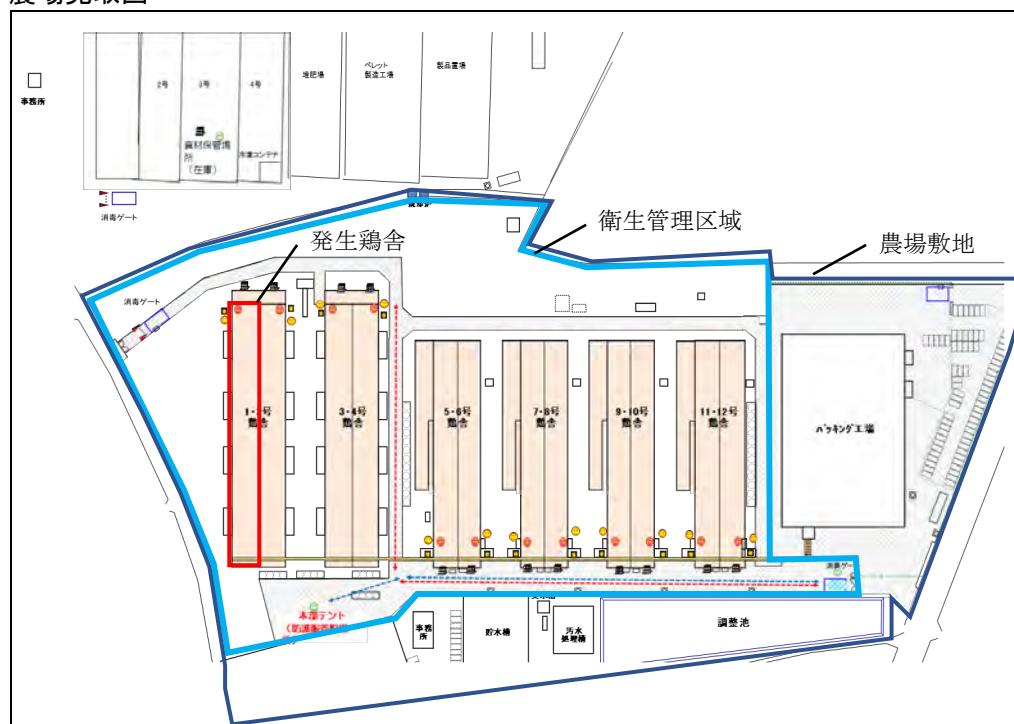 事務所
2号
3号
4号
堆肥場
ペレット
製造工場
製品置場
資材保管場
所
（在庫）
冷凍コンテナ
消毒ゲート
衛生管理区域
農場敷地
発生鶏舎
消毒ゲート
1・2号
鶏舎
3・4号
鶏舎
5・6号
鶏舎
7・8号
鶏舎
9・10号
鶏舎
11・12号
鶏舎
パッキング工場
消毒ゲート
本部テント
事務
所
貯水槽
汚水
処理槽
調整池